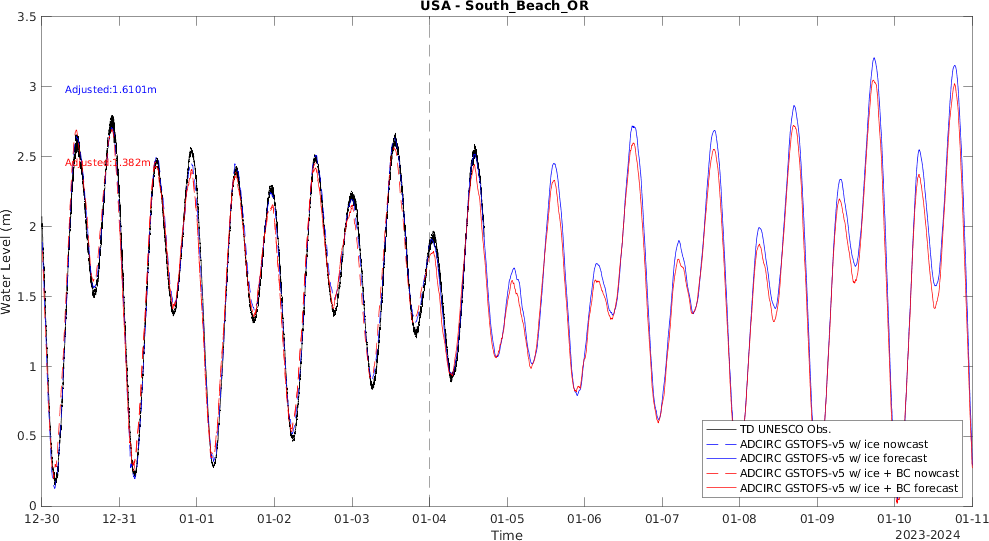 USA - South_Beach_OR
Water Level (m)
3.5
3
2.5
2
1.5
1
0.5
0
Adjusted:1.6101m
Adjusted:1.382m
TD UNESCO Obs.
ADCIRC GSTOFS-v5 w/ ice nowcast
ADCIRC GSTOFS-v5 w/ ice forecast
ADCIRC GSTOFS-v5 w/ ice + BC nowcast
ADCIRC GSTOFS-v5 w/ ice + BC forecast
12-30 12-31 01-01 01-02 01-03 01-04 01-05 01-06 01-07 01-08 01-09 01-10 01-11
2023-2024
Time